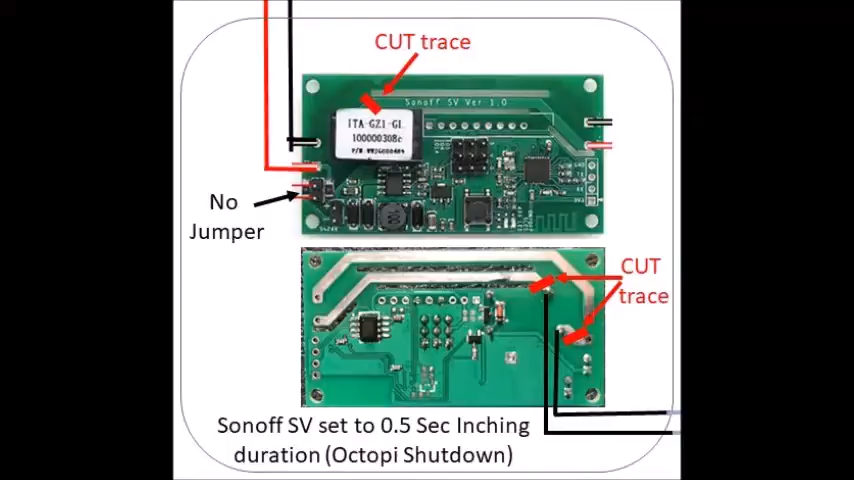 CUT trace
Sonoff SV Ver 1.0
ITA-GZ1-GL
100000308c
No
Jumper
CUT
trace
Sonoff SV set to 0.5 Sec Inching
duration (Octopi Shutdown)